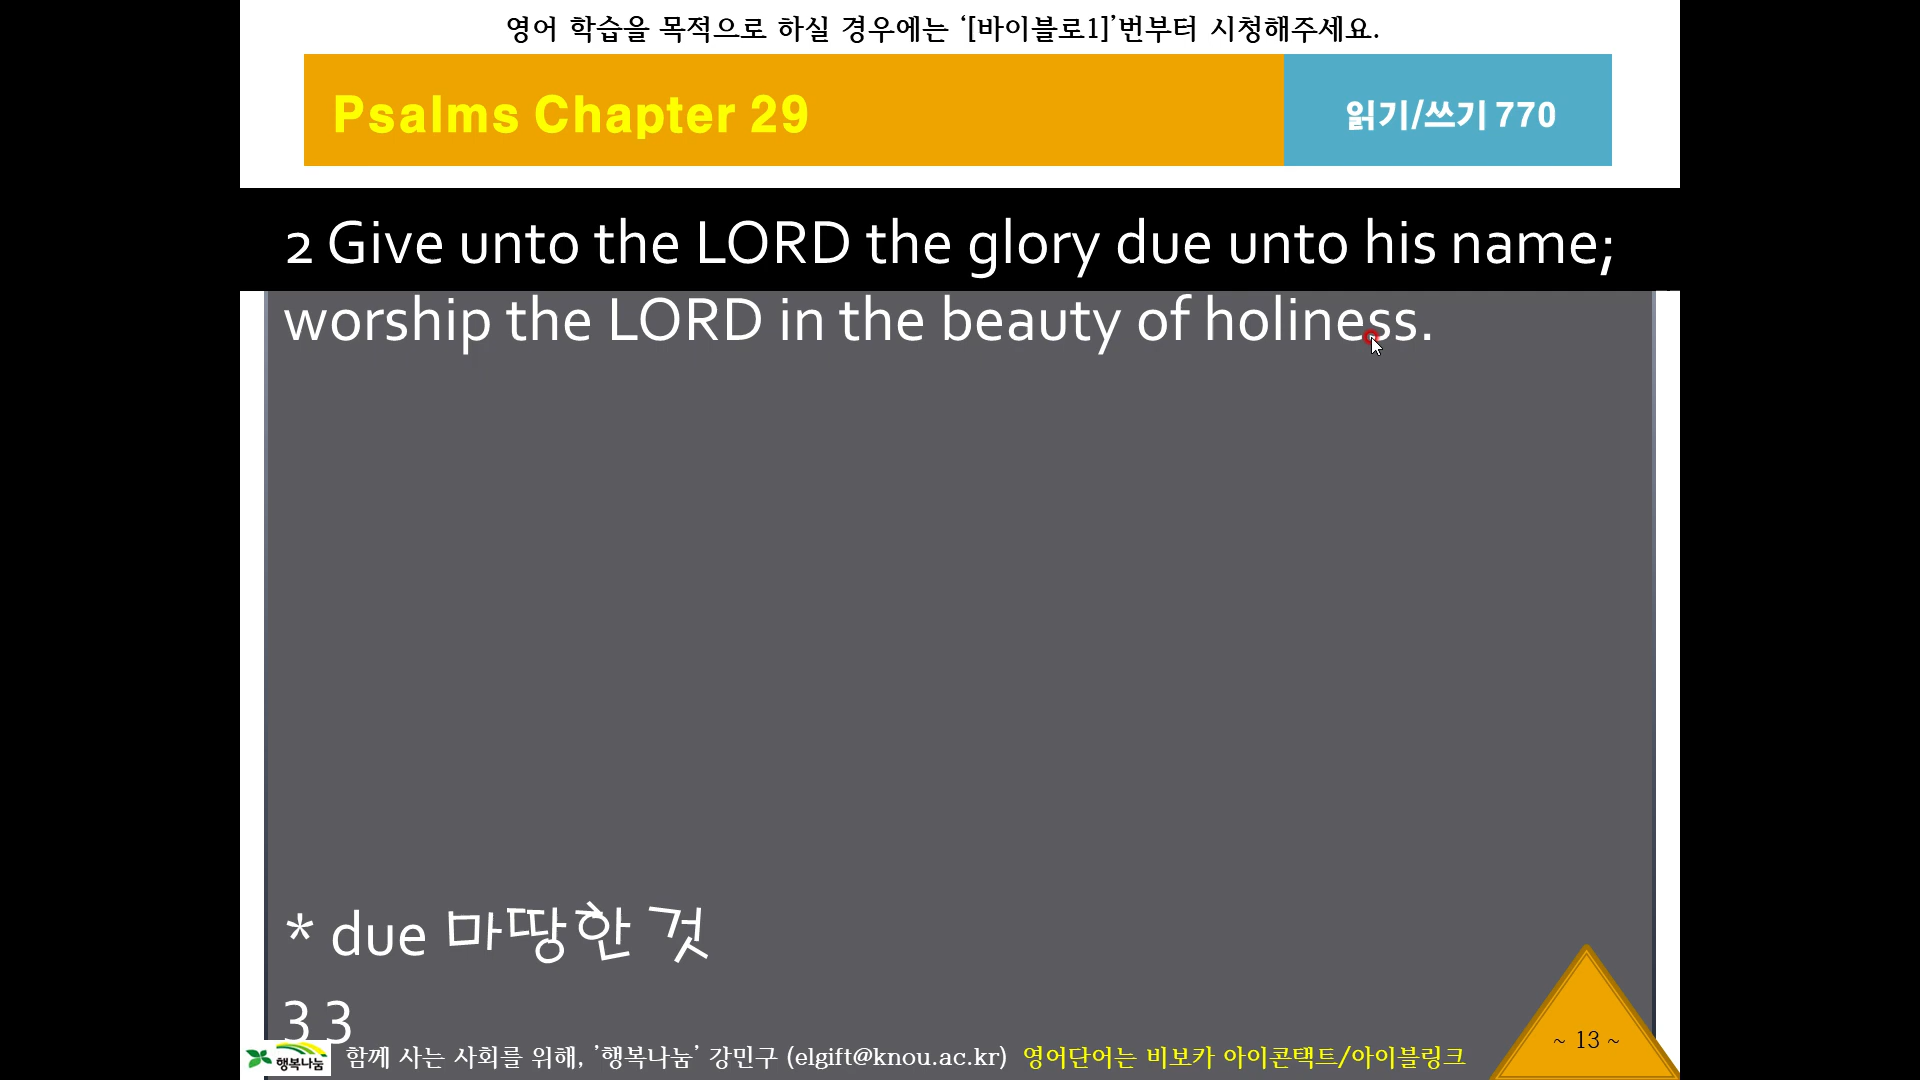 영어 학습을 목적으로 하실 경우에는 ‘[바이블로1]’번부터 시청해주세요.
Psalms Chapter 29
읽기/쓰기 770
2 Give unto the LORD the glory due unto his name;
worship the LORD in the beauty of holiness.
* due 마땅한 것
3 3
행복나눔
함께 사는 사회를 위해, ’행복나눔’ 강민구 (elgift@knou.ac.kr) 영어단어는 비보카 아이콘택트/아이블링크
~ 13 ~